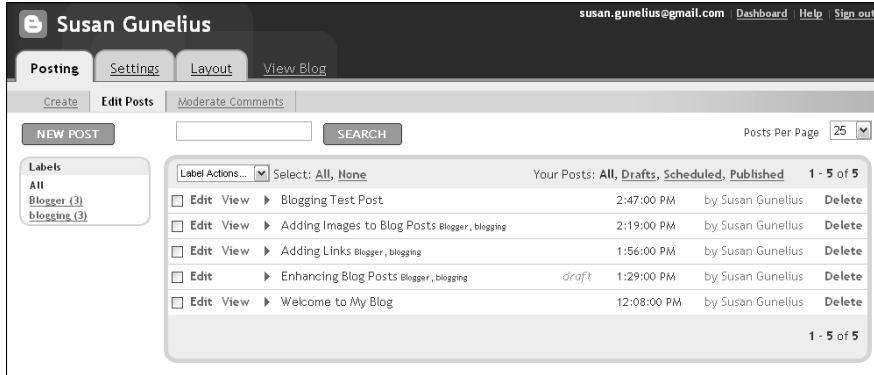 susan.gunelius@gmail.com | Dashboard | Help | Sign out
B Susan Gunelius
Posting Settings Layout View Blog
Create Edit Posts Moderate Comments
NEW POST SEARCH Posts Per Page 25
Labels
All
Blogger (3)
blogging (3)
Label Actions... Select: All, None Your Posts: All, Drafts, Scheduled, Published 1 - 5 of 5
Edit View Blogging Test Post 2:47:00 PM by Susan Gunelius Delete
Edit View Adding Images to Blog Posts Blogger , blogging 2:19:00 PM by Susan Gunelius Delete
Edit View Adding Links Blogger , blogging 1:56:00 PM by Susan Gunelius Delete
Edit Enhancing Blog Posts Blogger , blogging draft 1:29:00 PM by Susan Gunelius Delete
Edit View Welcome to My Blog 12:08:00 PM by Susan Gunelius Delete
1 - 5 of 5